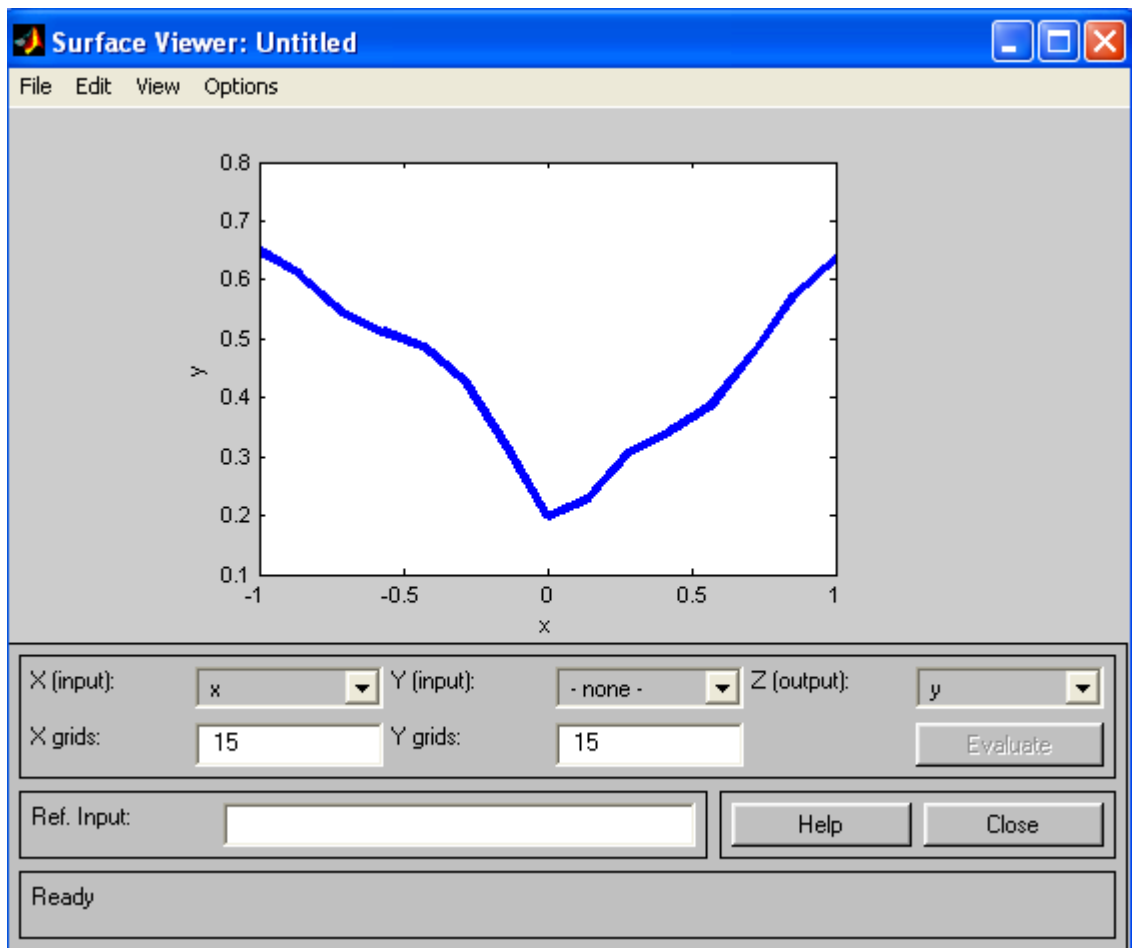 Surface Viewer: Untitled
File Edit View Options
0.8
0.7
0.6
0.5
0.4
0.3
0.2
0.1
y
-1 -0.5 0 0.5 1
x
X (input): x Y (input): - none - Z (output): y
X grids: 15 Y grids: 15 Evaluate
Ref. Input: Help Close
Ready